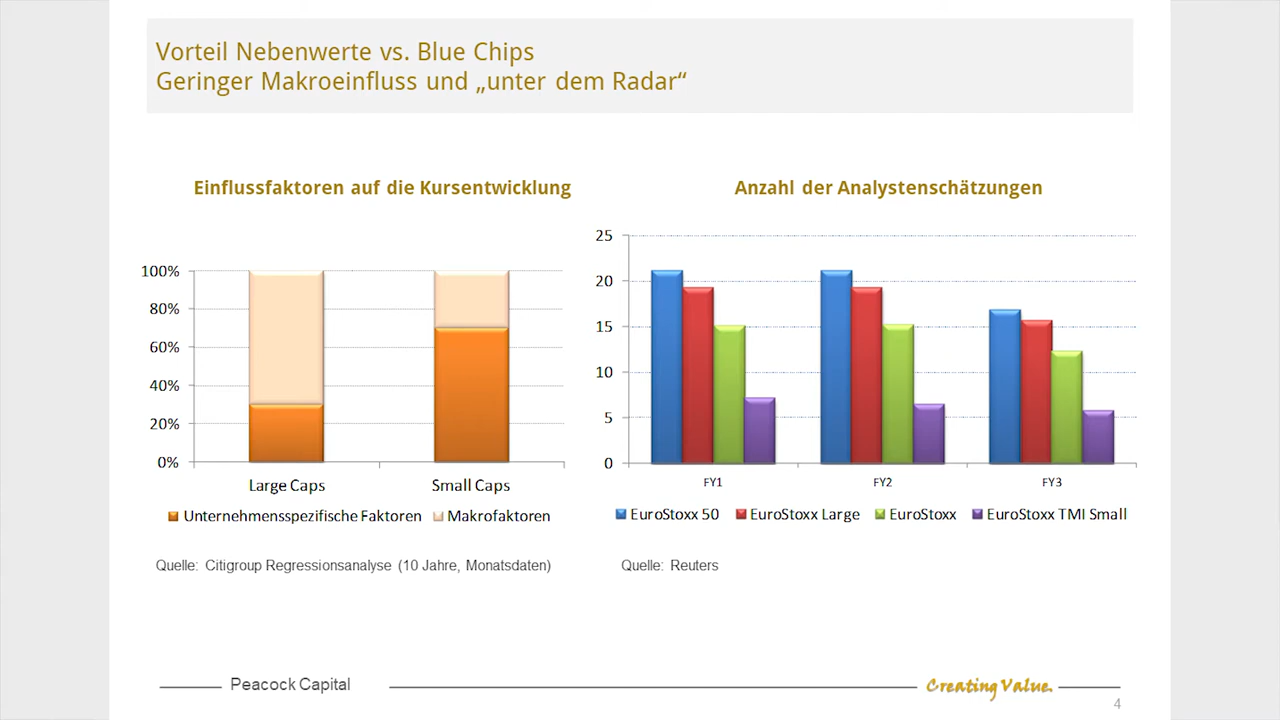 Vorteil Nebenwerte vs. Blue Chips
Geringer Makroeinfluss und „unter dem Radar“
Einflussfaktoren auf die Kursentwicklung
100%
80%
60%
40%
20%
0%
Large Caps
Small Caps
Unternehmensspezifische Faktoren
Makrofaktoren
Quelle: Citigroup Regressionsanalyse (10 Jahre, Monatsdaten)
Anzahl der Analystenschätzungen
25
20
15
10
5
0
FY1
FY2
FY3
EuroStoxx 50
EuroStoxx Large
EuroStoxx
EuroStoxx TMI Small
Quelle: Reuters
Peacock Capital
Creating Value.
4